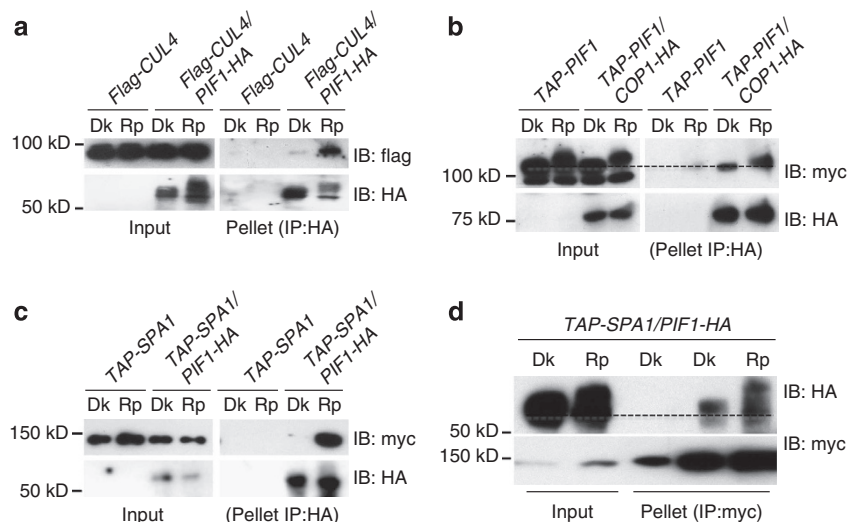 a
Flag-CUL4
Flag-CUL4/
PIF1-HA
Flag-CUL4
Flag-CUL4/
PIF1-HA
Dk Rp Dk Rp Dk Rp Dk Rp
100 kD
IB: flag
50 kD
IB: HA
Input
Pellet (IP:HA)
b
TAP-PIF1
TAP-PIF1/
COP1-HA
TAP-PIF1
TAP-PIF1/
COP1-HA
Dk Rp Dk Rp Dk Rp Dk Rp
100 kD
IB: myc
75 kD
IB: HA
Input
(Pellet IP:HA)
c
TAP-SPA1
TAP-SPA1/
PIF1-HA
TAP-SPA1
TAP-SPA1/
PIF1-HA
Dk Rp Dk Rp Dk Rp Dk Rp
150 kD
IB: myc
50 kD
IB: HA
Input
(Pellet IP:HA)
d
TAP-SPA1/PIF1-HA
Dk Rp Dk Dk Rp
IB: HA
50 kD
IB: myc
150 kD
Input
Pellet (IP:myc)